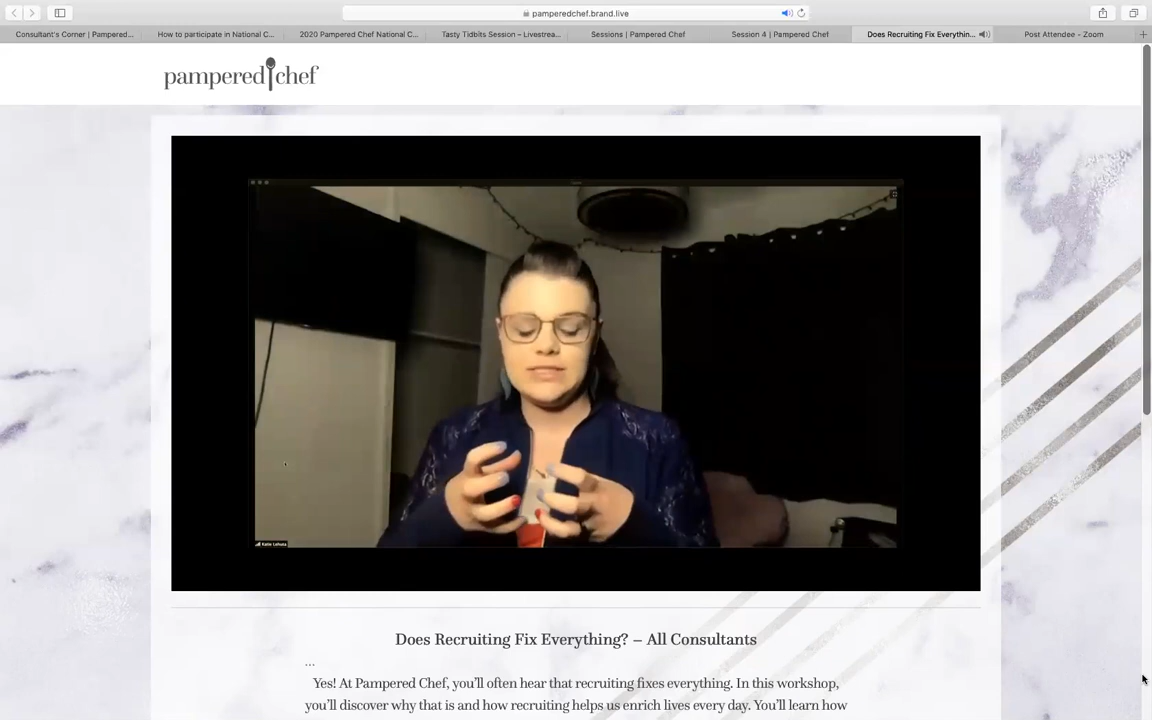 pamperedchef.brand.live
Consultant's Corner | Pampered...
How to participate in National C...
2020 Pampered Chef National C...
Tasty Tidbits Session – Livestrea...
Sessions | Pampered Chef
Session 4 | Pampered Chef
Does Recruiting Fix Everythin...
Post Attendee - Zoom
pampered chef
Does Recruiting Fix Everything? – All Consultants
...
Yes! At Pampered Chef, you'll often hear that recruiting fixes everything. In this workshop,
you'll discover why that is and how recruiting helps us enrich lives every day. You'll learn how